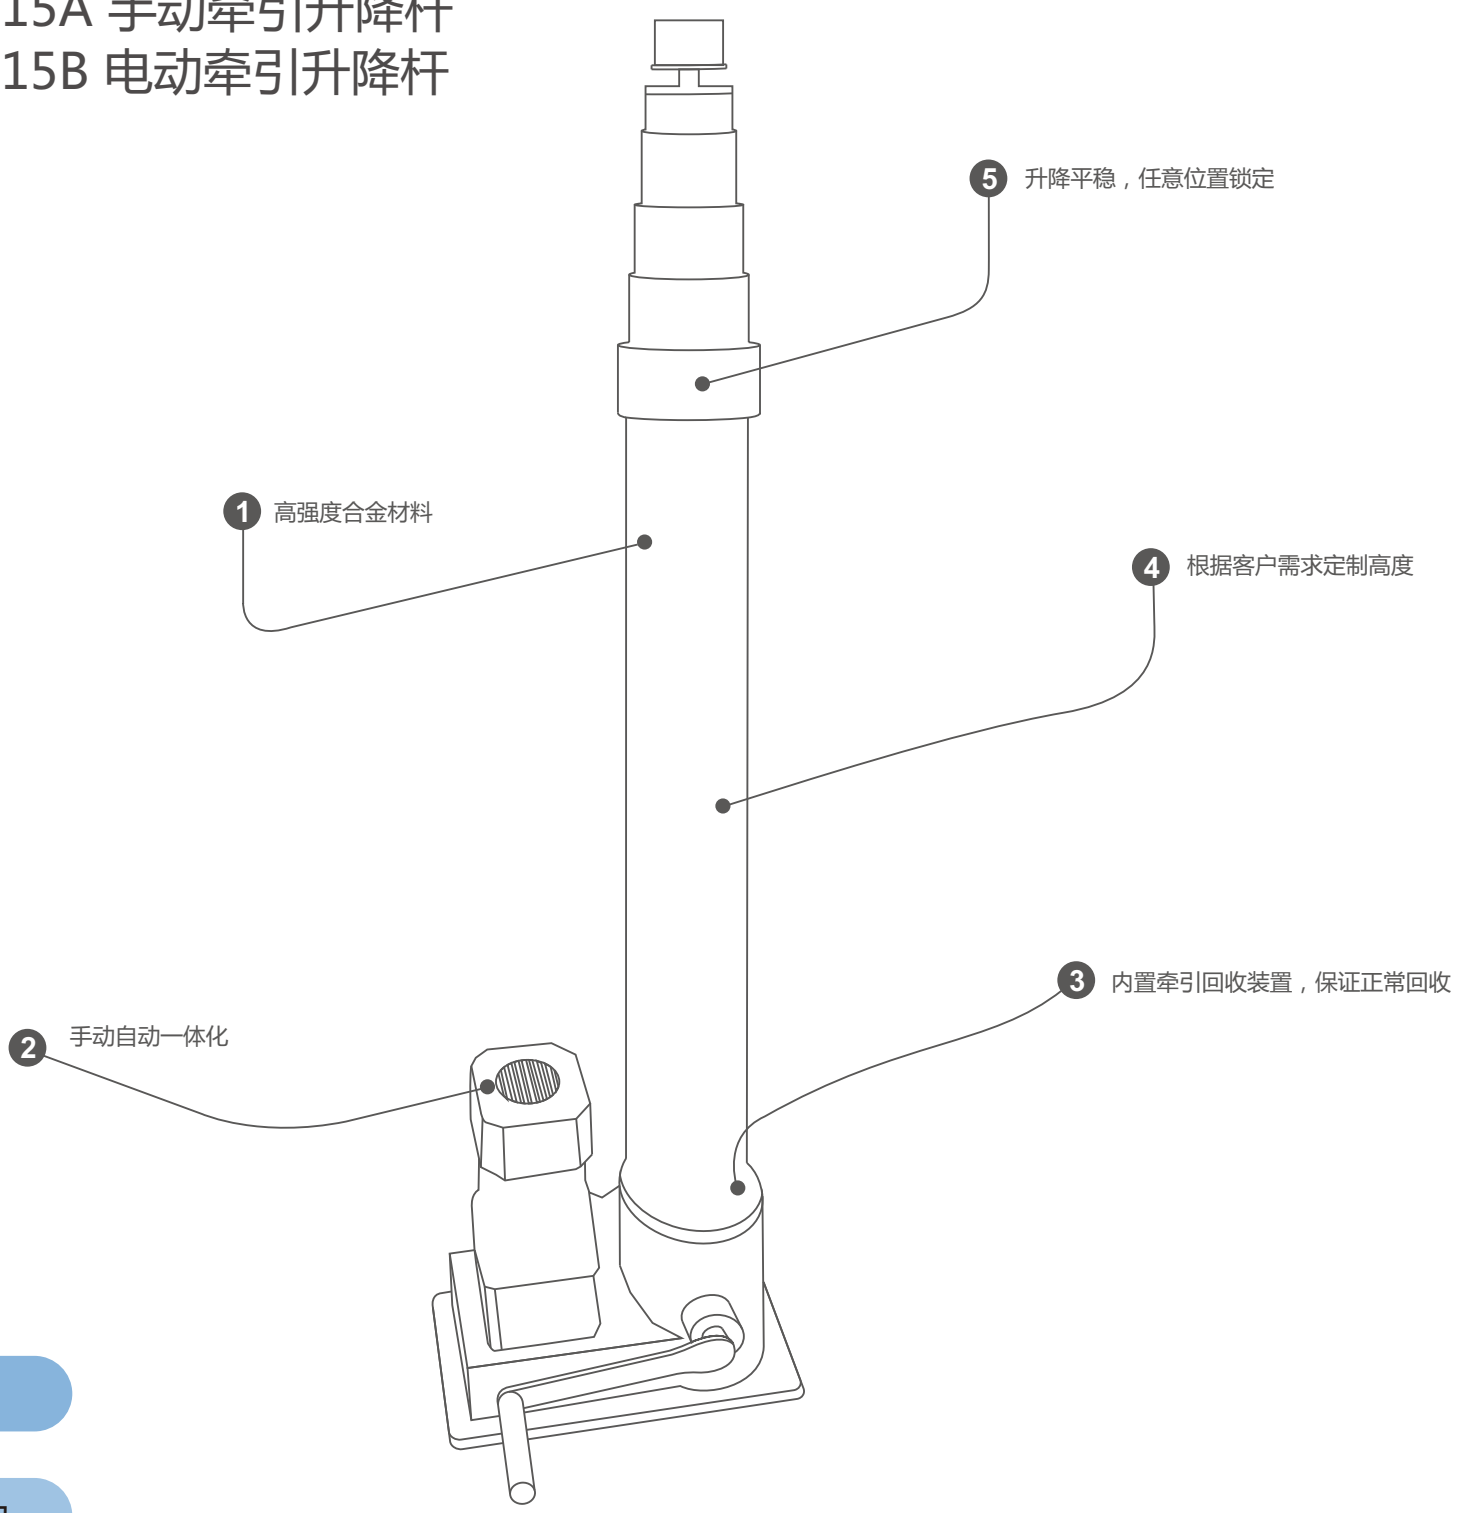 15A 手动牵引升降杆
15B 电动牵引升降杆
5 升降平稳，任意位置锁定
1 高强度合金材料
4 根据客户需求定制高度
3 内置牵引回收装置，保证正常回收
2 手动自动一体化